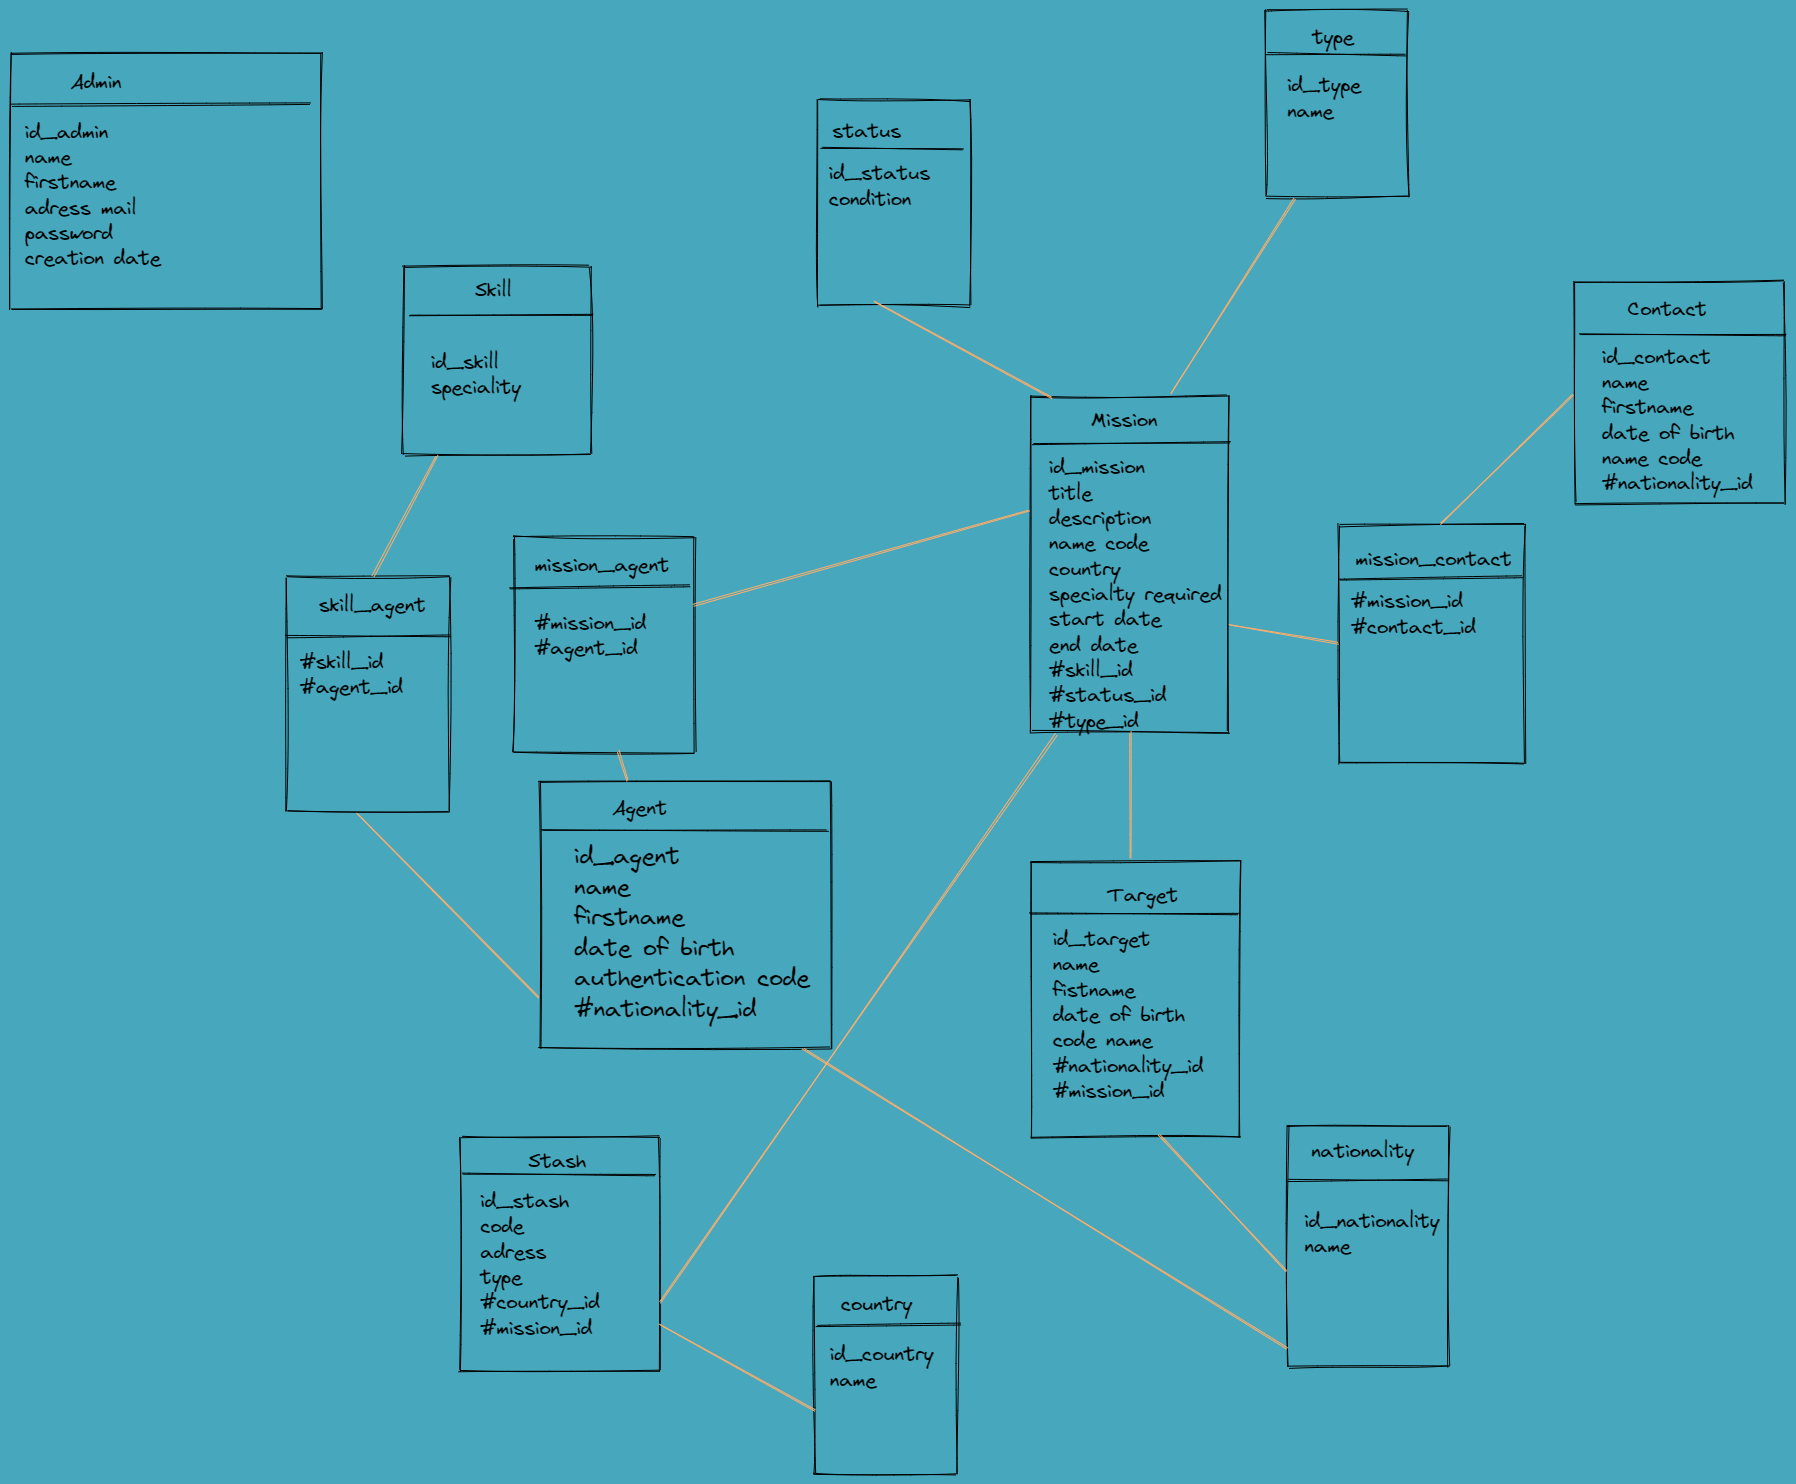 Admin
id_admin
name
firstname
adress mail
password
creation date
type
id_type
name
status
id_status
condition
Skill
id_skill
speciality
Contact
id_contact
name
firstname
date of birth
name code
#nationality_id
Mission
id_mission
title
description
name code
country
specialty required
start date
end date
#skill_id
#status_id
#type_id
mission_contact
#mission_id
#contact_id
mission_agent
#mission_id
#agent_id
skill_agent
#skill_id
#agent_id
Agent
id_agent
name
firstname
date of birth
authentication code
#nationality_id
Target
id_target
name
fistname
date of birth
code name
#nationality_id
#mission_id
Stash
id_stash
code
adress
type
#country_id
#mission_id
nationality
id_nationality
name
country
id_country
name